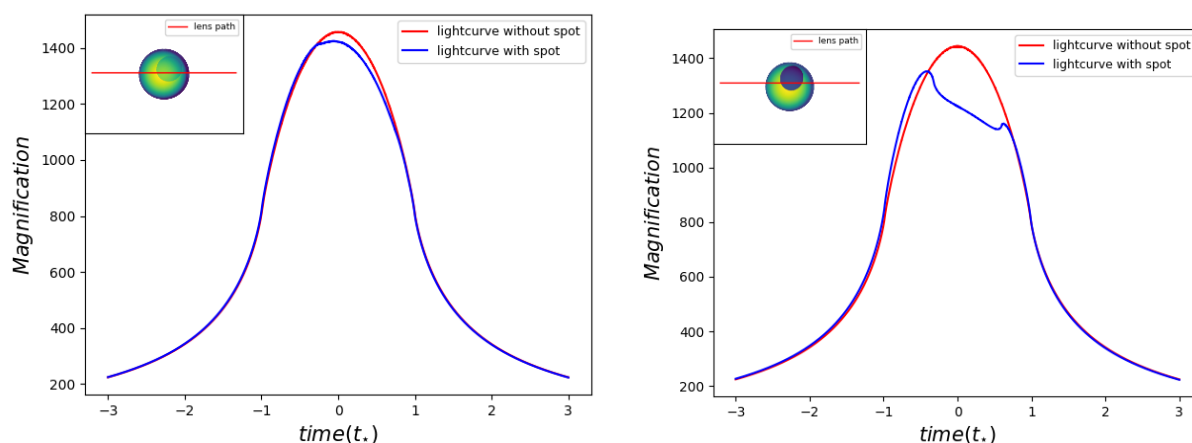 lens path
lightcurve without spot
lightcurve with spot
1400
1200
1000
800
600
400
200
−3
−2
−1
0
1
2
3
Magnification
time(t⋆)
lens path
lightcurve without spot
lightcurve with spot
1400
1200
1000
800
600
400
200
−3
−2
−1
0
1
2
3
Magnification
time(t⋆)